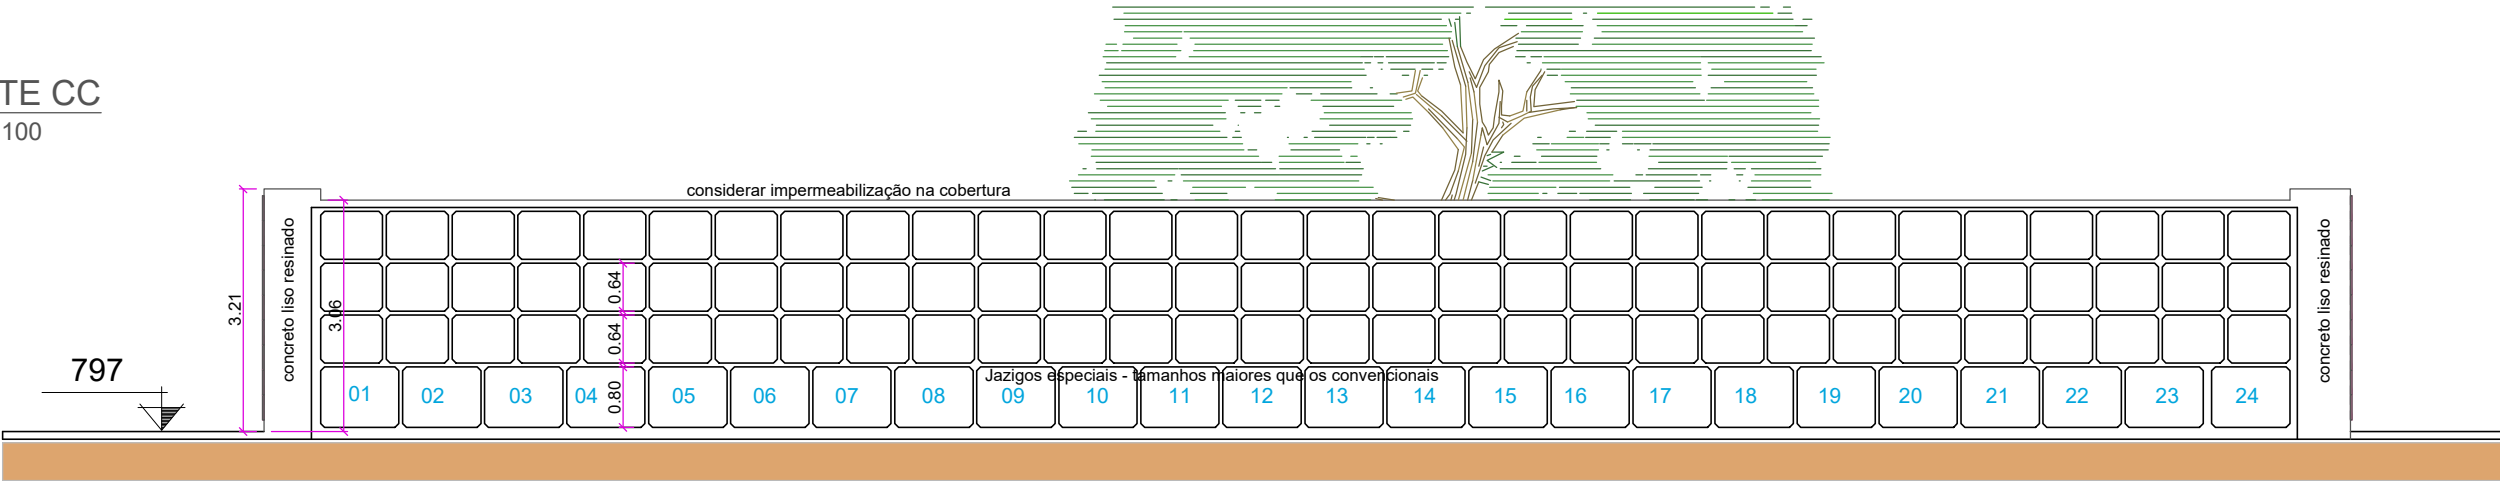 TE CC
100
considerar impermeabilização na cobertura
concreto liso resinado
concreto liso resinado
3.21
3.06
0.64
0.64
0.80
797
Jazigos especiais - tamanhos maiores que os convencionais
01 02 03 04 05 06 07 08 09 10 11 12 13 14 15 16 17 18 19 20 21 22 23 24